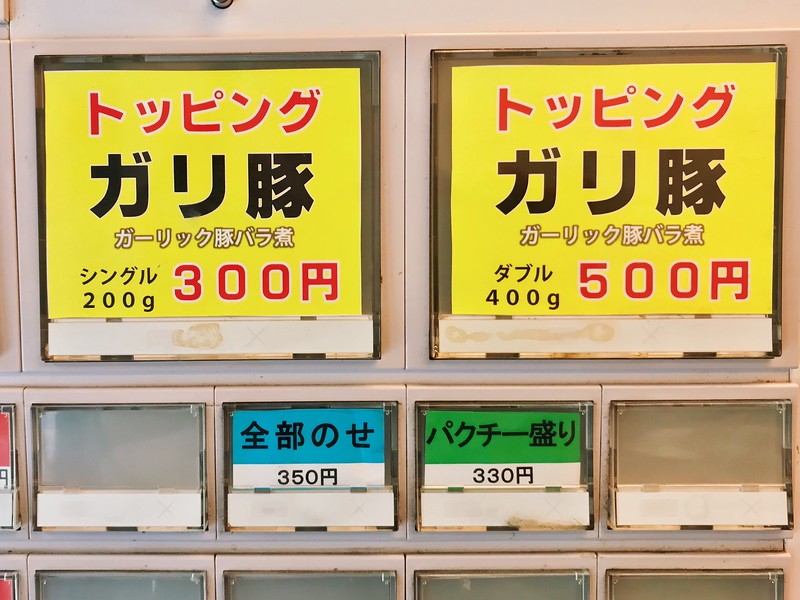 トッピング
ガリ豚
ガーリック豚バラ煮
シングル
200g
300円
トッピング
ガリ豚
ガーリック豚バラ煮
ダブル
400g
500円
円
全部のせ
350円
パクチー盛り
330円